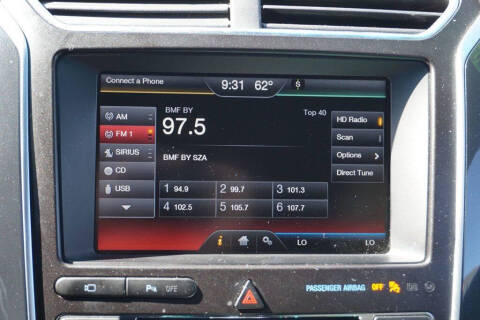 Connect a Phone 9:31 62° $
AM
FM 1
SIRIUS
CD
USB
BMF BY
Top 40
97.5
BMF BY SZA
1 94.9 2 99.7 3 101.3
4 102.5 5 105.7 6 107.7
HD Radio
Scan
Options
Direct Tune
i LO LO
P OFF
PASSENGER AIRBAG OFF